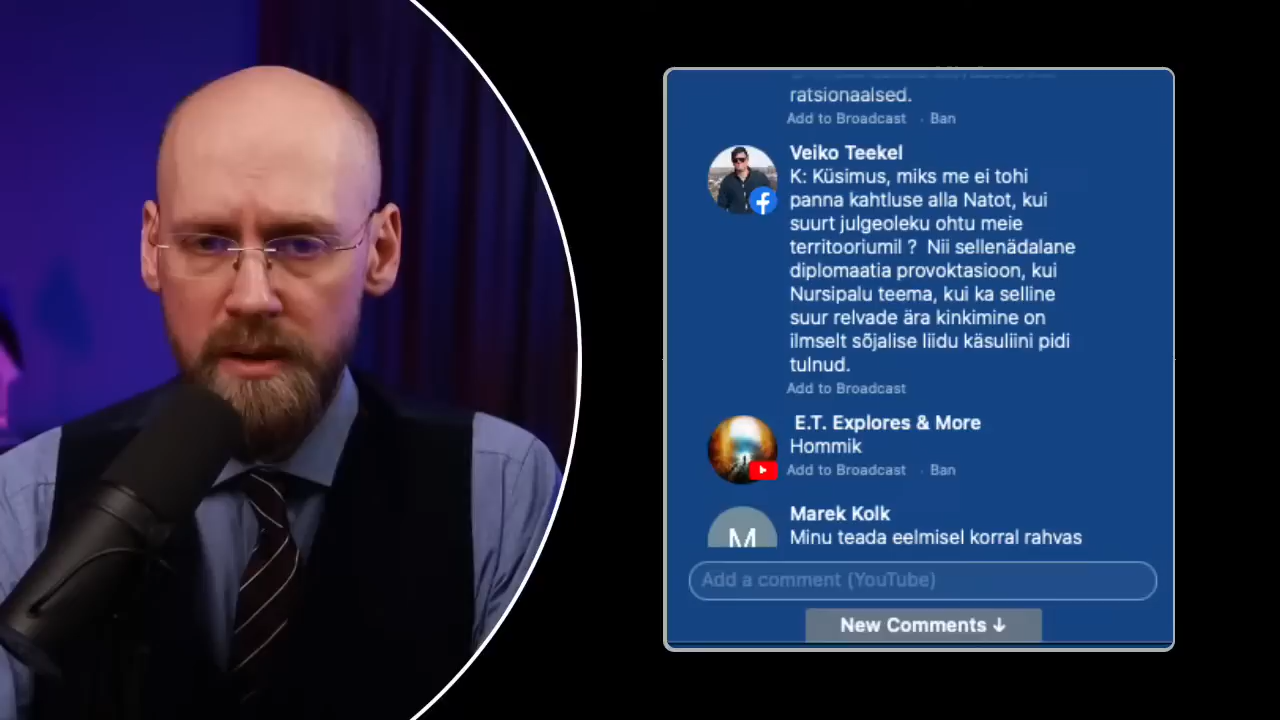 ratsionaalsed.
Add to Broadcast · Ban
Veiko Teekel
K: Küsimus, miks me ei tohi
panna kahtluse alla Natot, kui
suurt julgeoleku ohtu meie
territooriumil ? Nii sellenädalane
diplomaatia provoktasioon, kui
Nursipalu teema, kui ka selline
suur relvade ära kinkimine on
ilmselt sõjalise liidu käsuliini pidi
tulnud.
Add to Broadcast
E.T. Explores & More
Hommik
Add to Broadcast · Ban
M
Marek Kolk
Minu teada eelmisel korral rahvas
Add a comment (YouTube)
New Comments ↓